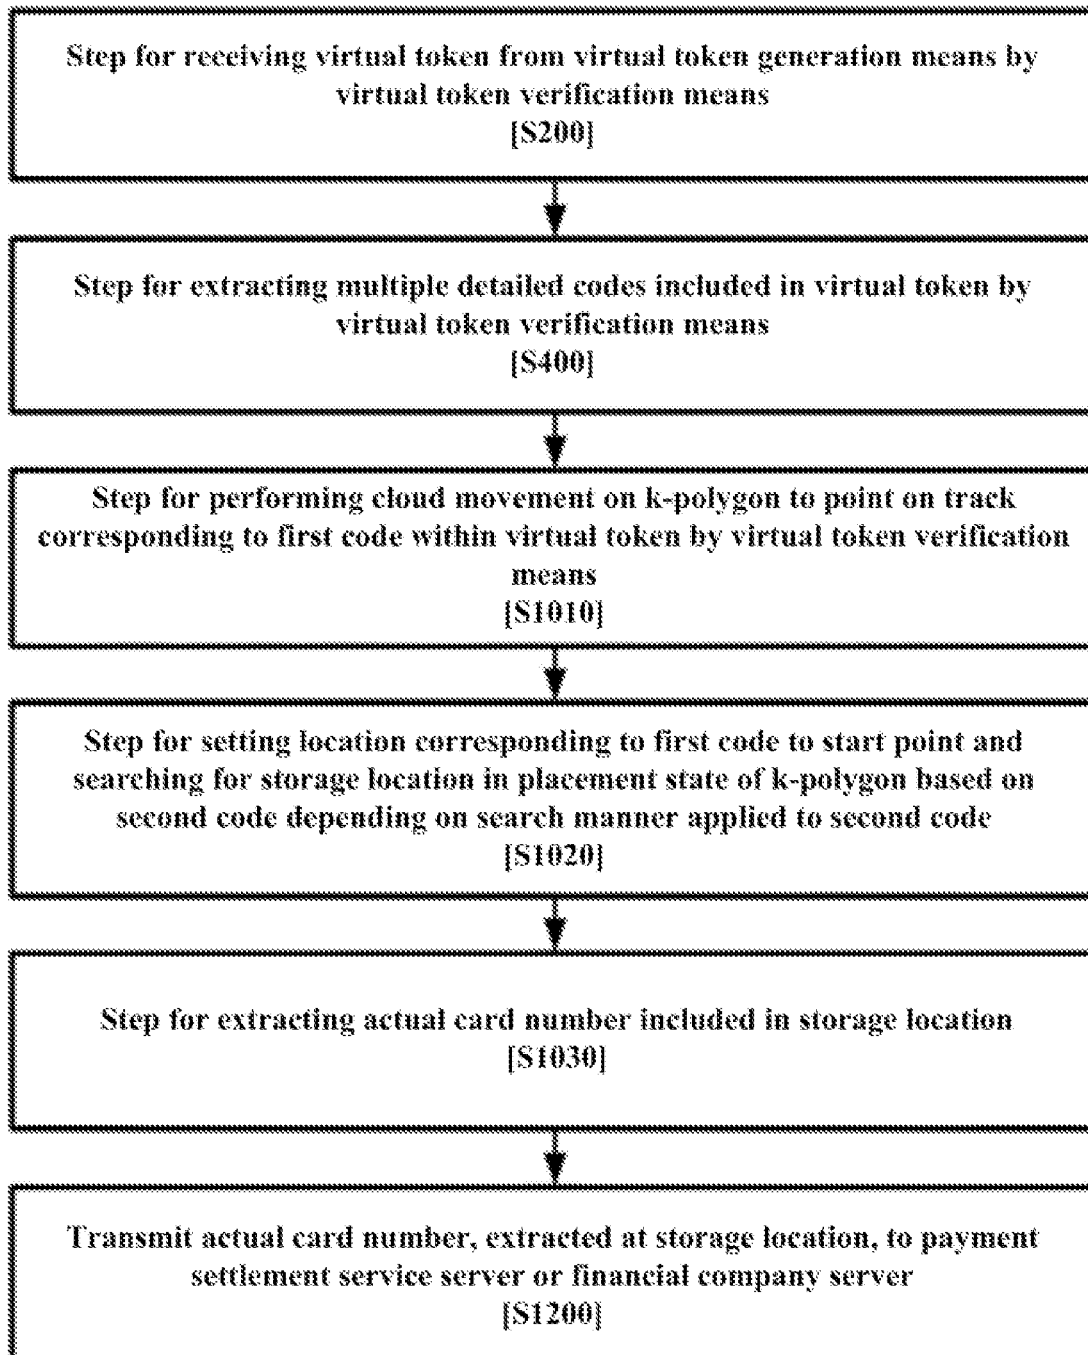 Step for receiving virtual token from virtual token generation means by
virtual token verification means
[S200]
Step for extracting multiple detailed codes included in virtual token by
virtual token verification means
[S400]
Step for performing cloud movement on k-polygon to point on track
corresponding to first code within virtual token by virtual token verification
means
[S1010]
Step for setting location corresponding to first code to start point and
searching for storage location in placement state of k-polygon based on
second code depending on search manner applied to second code
[S1020]
Step for extracting actual card number included in storage location
[S1030]
Transmit actual card number, extracted at storage location, to payment
settlement service server or financial company server
[S1200]